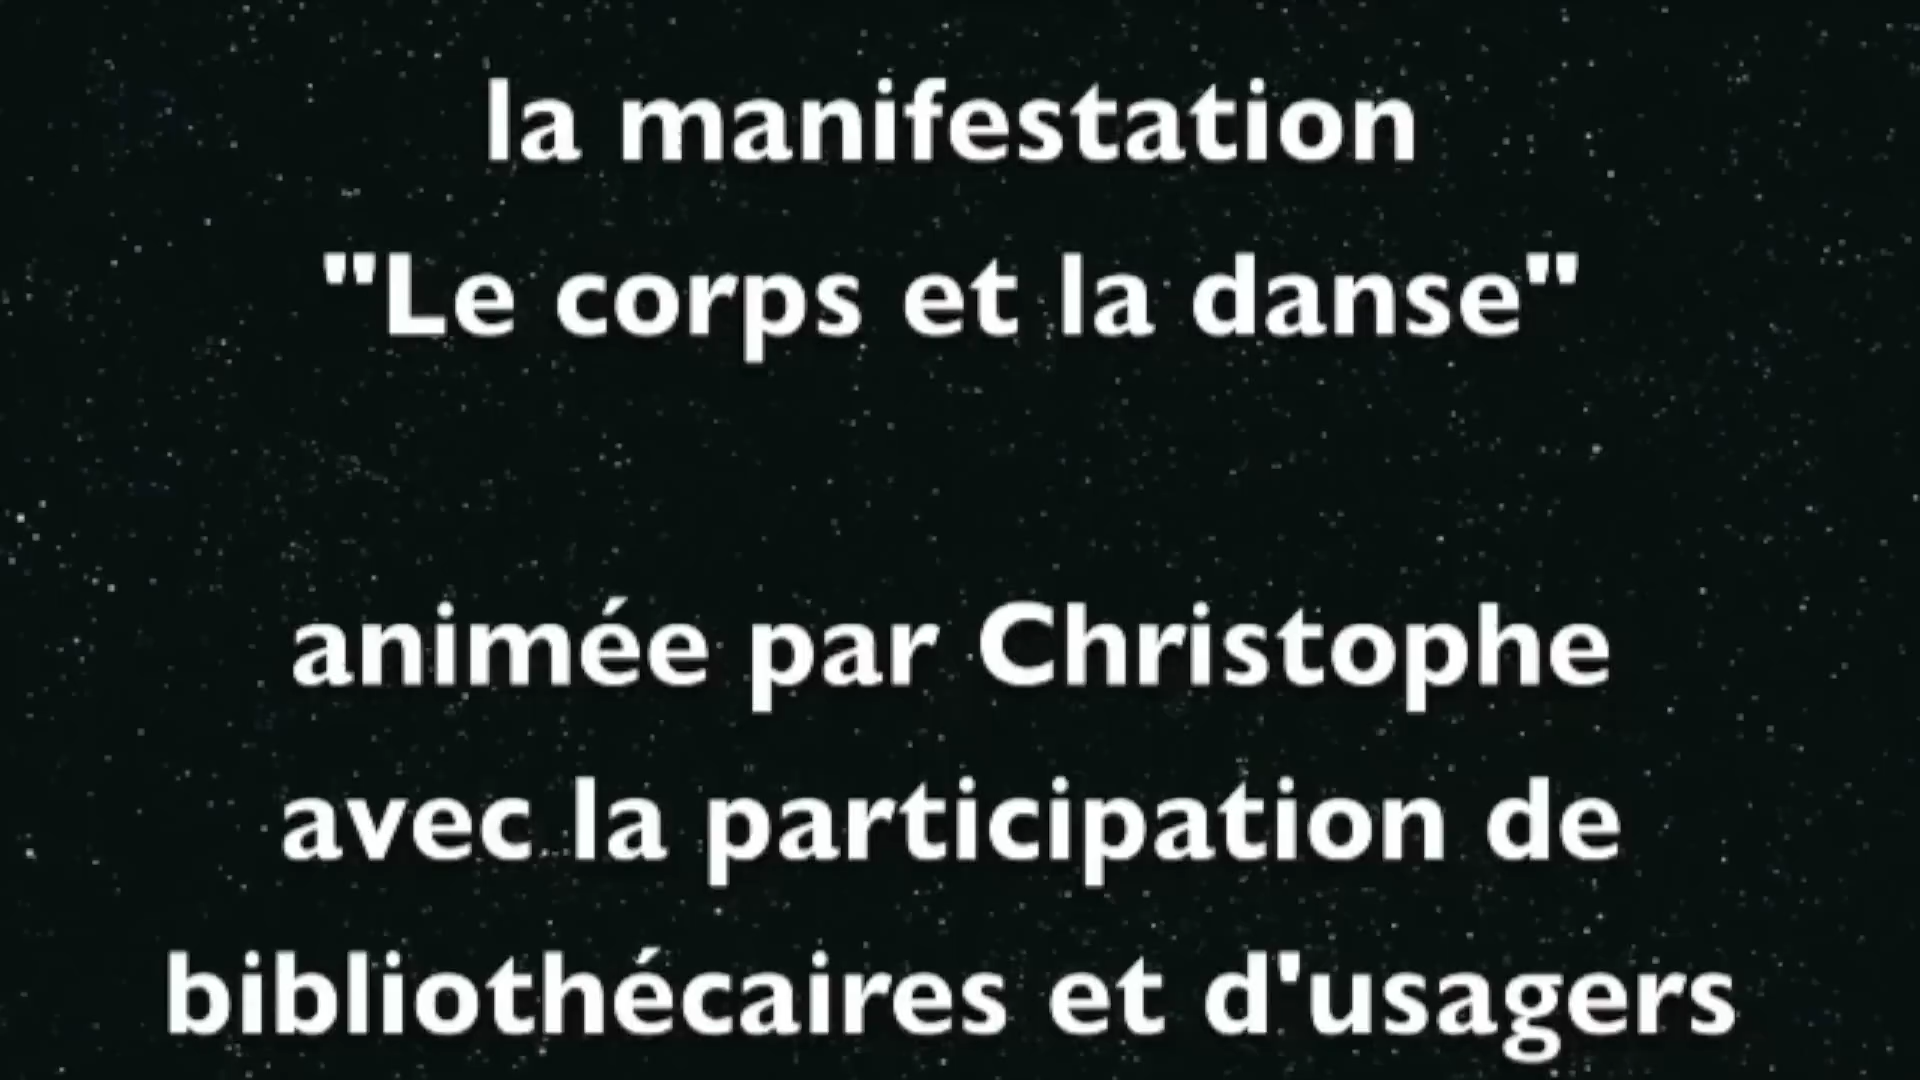 la manifestation
"Le corps et la danse"
animée par Christophe
avec la participation de
bibliothécaires et d'usagers